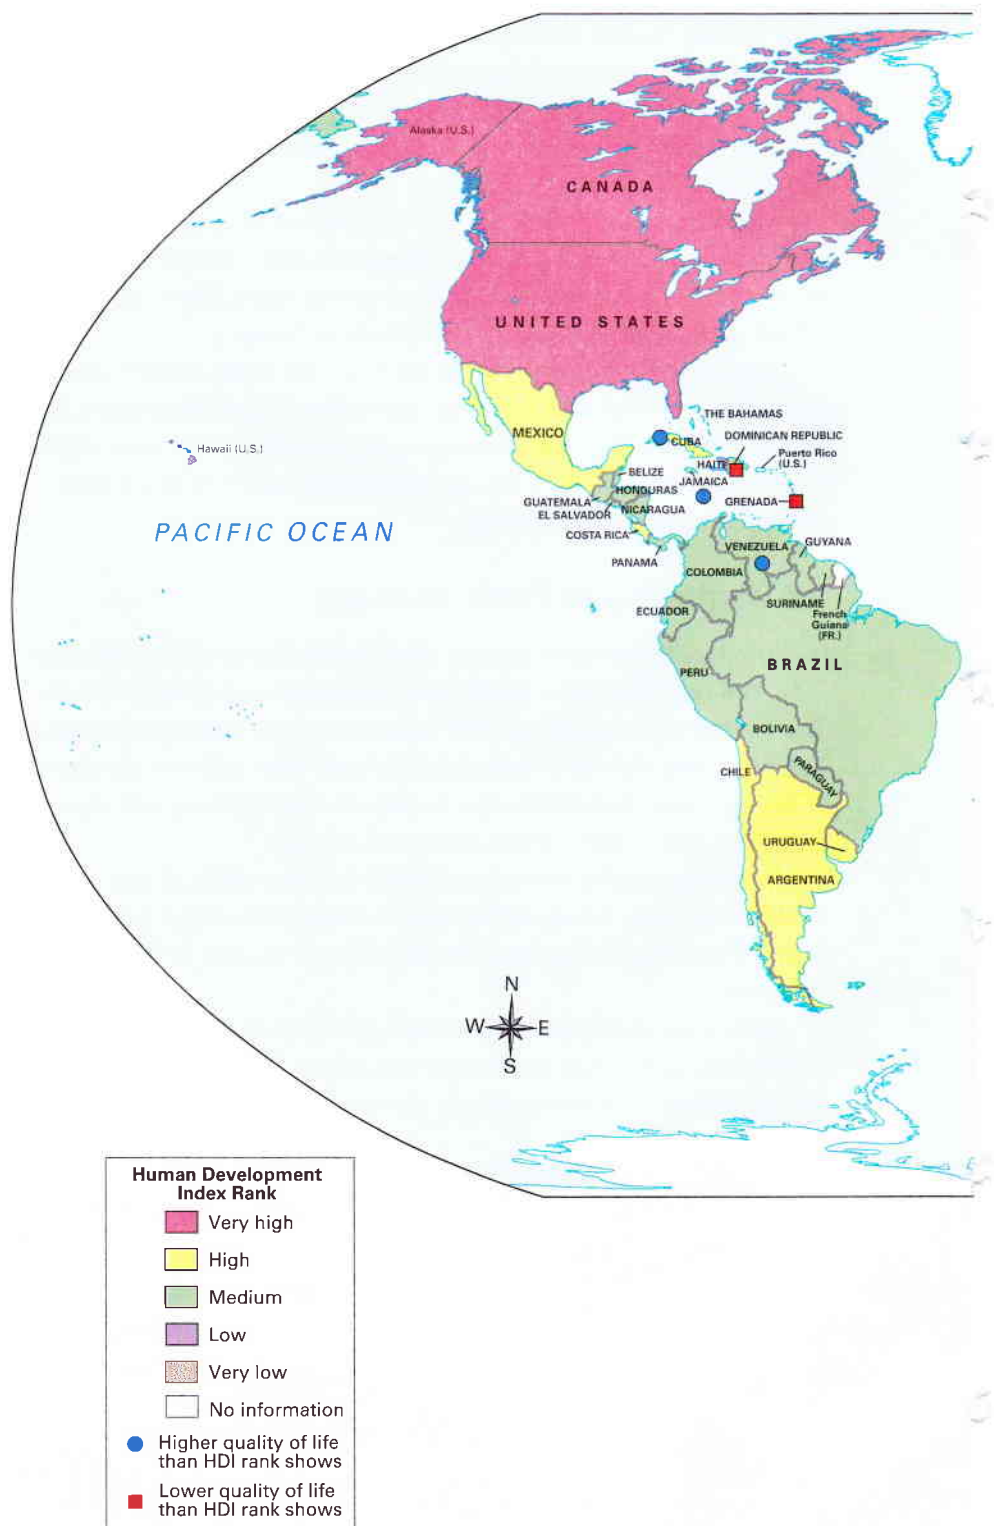 Alaska (U.S.)
CANADA
UNITED STATES
THE BAHAMAS
MEXICO
CUBA
DOMINICAN REPUBLIC
Hawaii (U.S.)
HAITI
Puerto Rico
(U.S.)
BELIZE
JAMAICA
HONDURAS
GUATEMALA
GRENADA
EL SALVADOR
NICARAGUA
PACIFIC OCEAN
COSTA RICA
VENEZUELA
GUYANA
PANAMA
COLOMBIA
SURINAME
ECUADOR
French
Guiana
(FR.)
BRAZIL
PERU
BOLIVIA
CHILE
PARAGUAY
URUGUAY
ARGENTINA
N
W E
S
Human Development
Index Rank
Very high
High
Medium
Low
Very low
No information
Higher quality of life
than HDI rank shows
Lower quality of life
than HDI rank shows